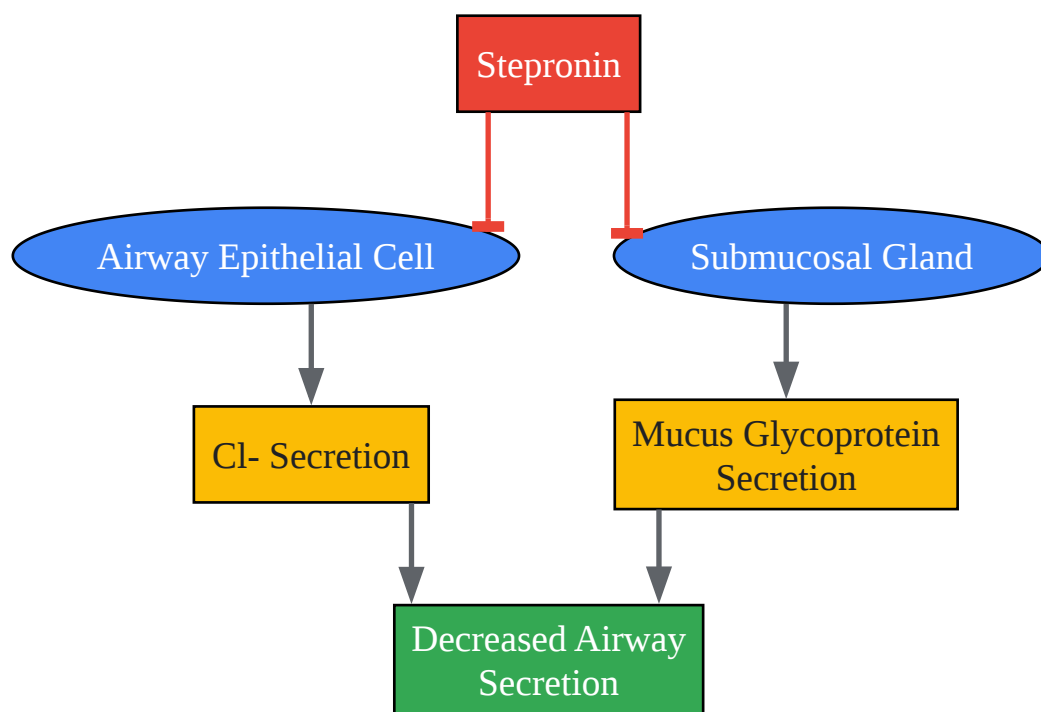 Stepronin
Airway Epithelial Cell
Submucosal Gland
Cl- Secretion
Mucus Glycoprotein
Secretion
Decreased Airway
Secretion